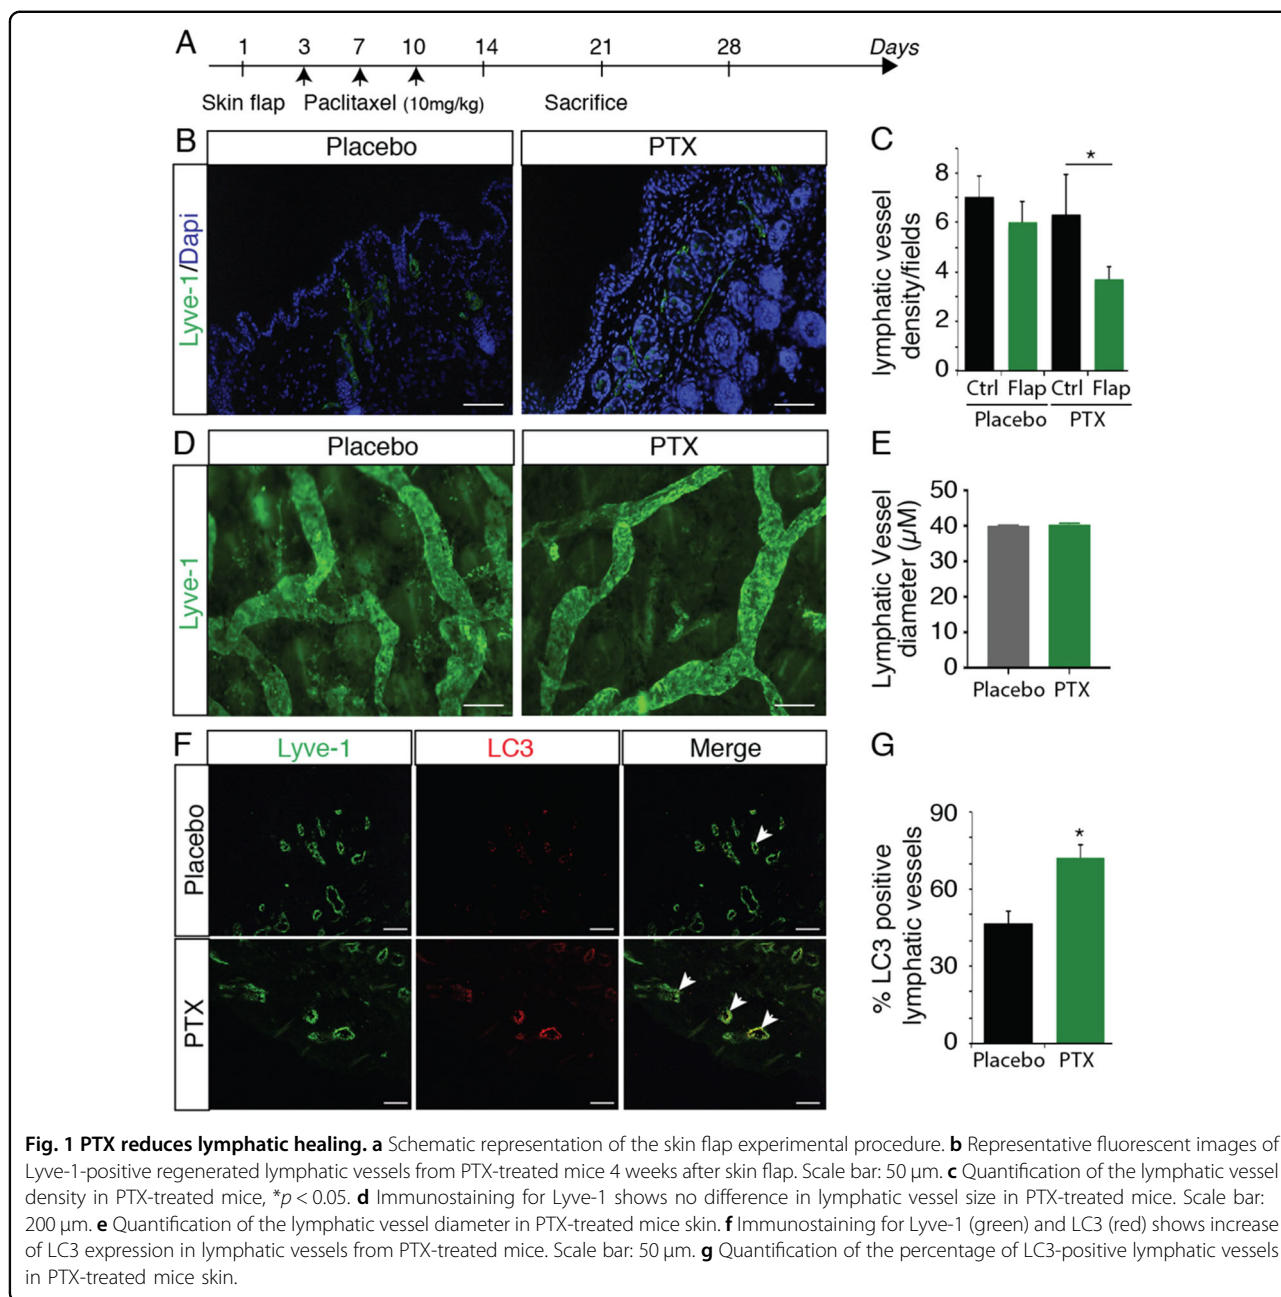 A
1 3 7 10 14 21 28 Days
Skin flap Paclitaxel (10mg/kg) Sacrifice
B
Placebo PTX
Lyve-1/Dapi
C
lymphatic vessel
density/fields
8
6
4
2
0
Ctrl Flap Ctrl Flap
Placebo PTX
*
D
Placebo PTX
Lyve-1
E
Lymphatic Vessel
diameter (µM)
50
40
30
20
10
0
Placebo PTX
F
Lyve-1 LC3 Merge
Placebo
PTX
G
% LC3 positive
lymphatic vessels
90
60
30
0
*
Placebo PTX
Fig. 1 PTX reduces lymphatic healing. a Schematic representation of the skin flap experimental procedure. b Representative fluorescent images of
Lyve-1-positive regenerated lymphatic vessels from PTX-treated mice 4 weeks after skin flap. Scale bar: 50 µm. c Quantification of the lymphatic vessel
density in PTX-treated mice, *p < 0.05. d Immunostaining for Lyve-1 shows no difference in lymphatic vessel size in PTX-treated mice. Scale bar:
200 µm. e Quantification of the lymphatic vessel diameter in PTX-treated mice skin. f Immunostaining for Lyve-1 (green) and LC3 (red) shows increase
of LC3 expression in lymphatic vessels from PTX-treated mice. Scale bar: 50 µm. g Quantification of the percentage of LC3-positive lymphatic vessels
in PTX-treated mice skin.